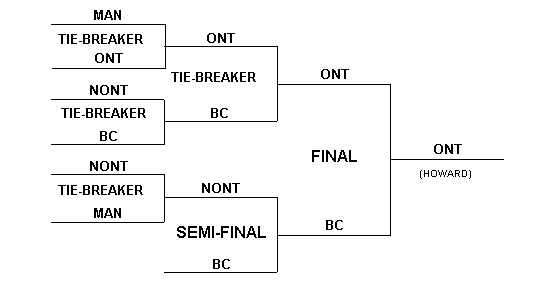 MAN
TIE-BREAKER
ONT
ONT
TIE-BREAKER
ONT
NONT
TIE-BREAKER
BC
BC
FINAL
ONT
(HOWARD)
NONT
TIE-BREAKER
MAN
NONT
SEMI-FINAL
BC
BC